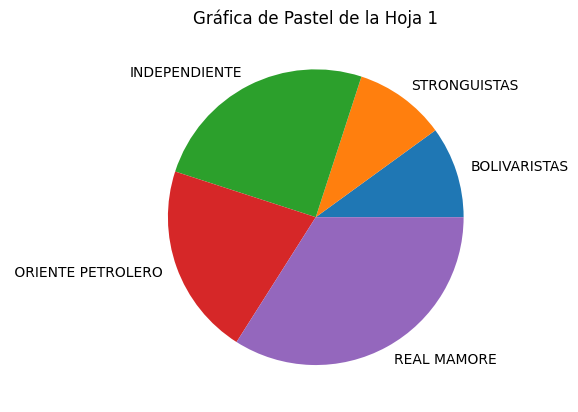 Gráfica de Pastel de la Hoja 1
INDEPENDIENTE
STRONGUISTAS
BOLIVARISTAS
ORIENTE PETROLERO
REAL MAMORE